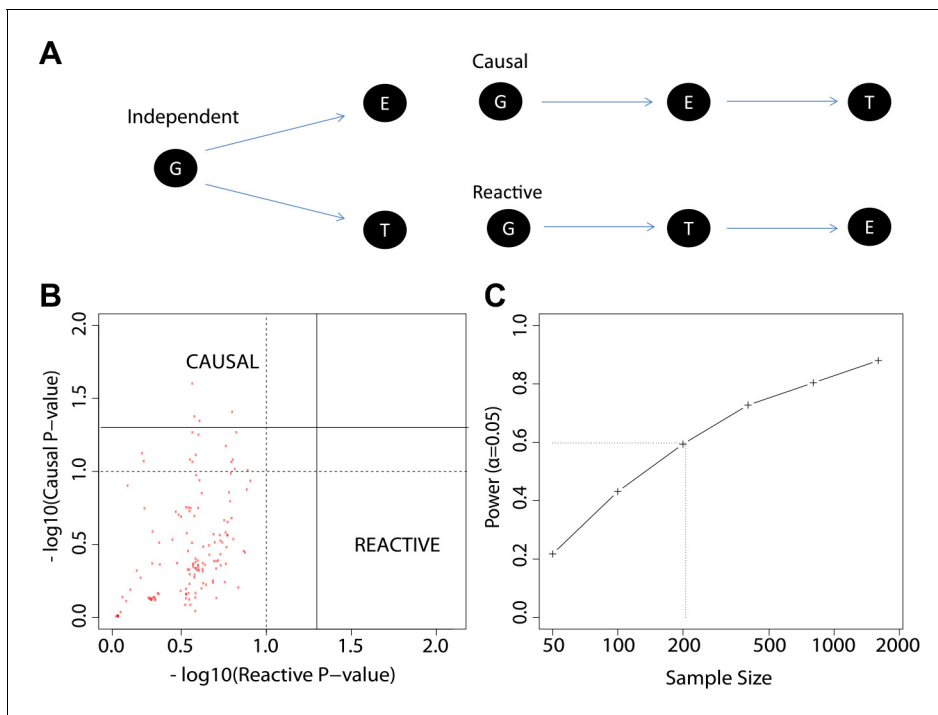 A
Independent
G
E
T
Causal
G
E
T
Reactive
G
T
E
B
CAUSAL
REACTIVE
- log10(Causal P−value)
2.0
1.5
1.0
0.5
0.0
0.0 0.5 1.0 1.5 2.0
- log10(Reactive P−value)
C
Power (α=0.05)
1.0
0.8
0.6
0.4
0.2
0.0
50 100 200 500 1000 2000
Sample Size